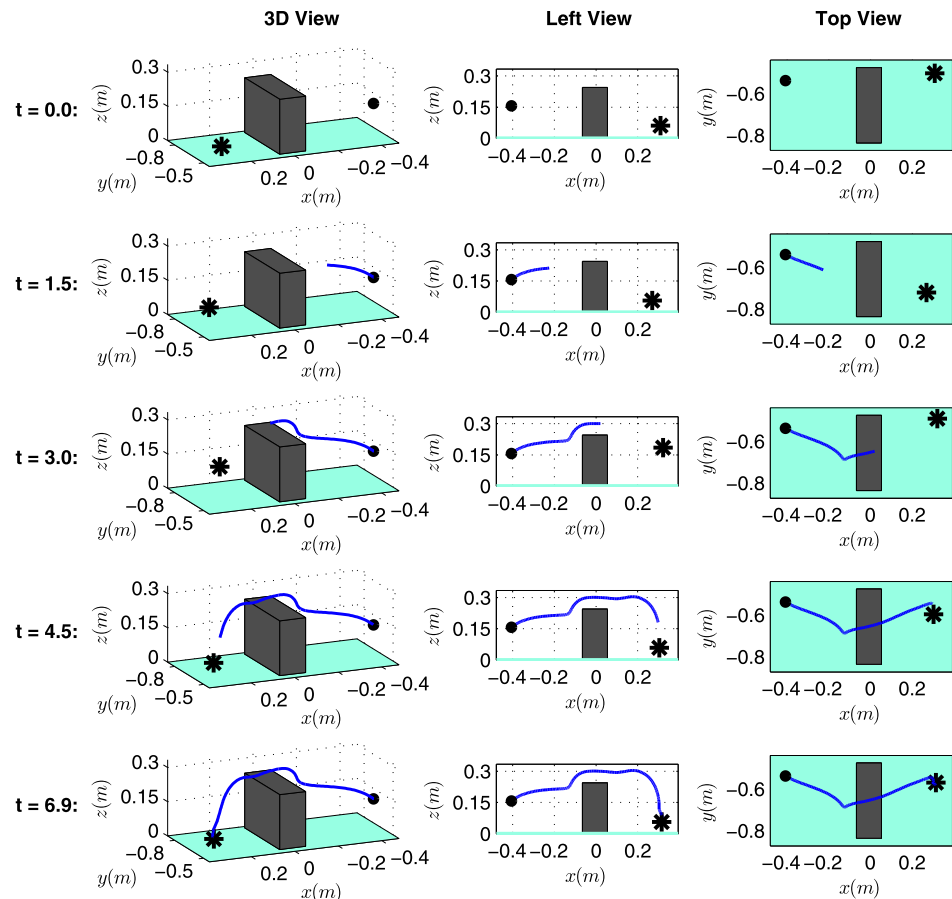 3D View Left View Top View
t = 0.0:
z(m) 0.3 0.15 0 −0.8 −0.5 y(m) 0.2 0 −0.2 −0.4 x(m)
z(m) 0.3 0.15 0 −0.4 −0.2 0 0.2 x(m)
y(m) −0.6 −0.8 −0.4 −0.2 0 0.2 x(m)
t = 1.5:
z(m) 0.3 0.15 0 −0.8 −0.5 y(m) 0.2 0 −0.2 −0.4 x(m)
z(m) 0.3 0.15 0 −0.4 −0.2 0 0.2 x(m)
y(m) −0.6 −0.8 −0.4 −0.2 0 0.2 x(m)
t = 3.0:
z(m) 0.3 0.15 0 −0.8 −0.5 y(m) 0.2 0 −0.2 −0.4 x(m)
z(m) 0.3 0.15 0 −0.4 −0.2 0 0.2 x(m)
y(m) −0.6 −0.8 −0.4 −0.2 0 0.2 x(m)
t = 4.5:
z(m) 0.3 0.15 0 −0.8 −0.5 y(m) 0.2 0 −0.2 −0.4 x(m)
z(m) 0.3 0.15 0 −0.4 −0.2 0 0.2 x(m)
y(m) −0.6 −0.8 −0.4 −0.2 0 0.2 x(m)
t = 6.9:
z(m) 0.3 0.15 0 −0.8 −0.5 y(m) 0.2 0 −0.2 −0.4 x(m)
z(m) 0.3 0.15 0 −0.4 −0.2 0 0.2 x(m)
y(m) −0.6 −0.8 −0.4 −0.2 0 0.2 x(m)